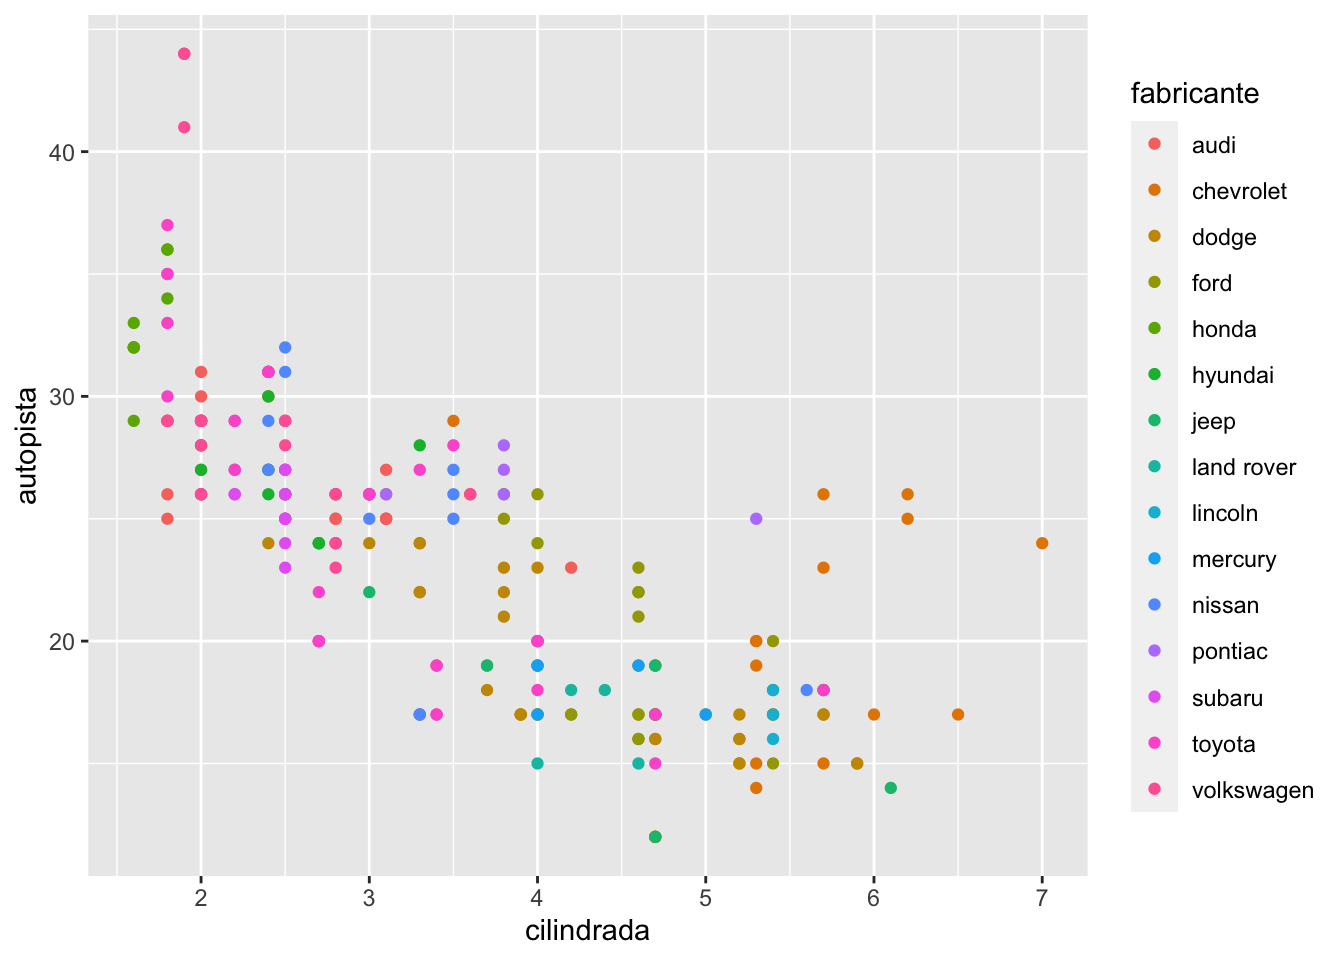 40
30
20
autopista
2 3 4 5 6 7
cilindrada
fabricante
audi
chevrolet
dodge
ford
honda
hyundai
jeep
land rover
lincoln
mercury
nissan
pontiac
subaru
toyota
volkswagen